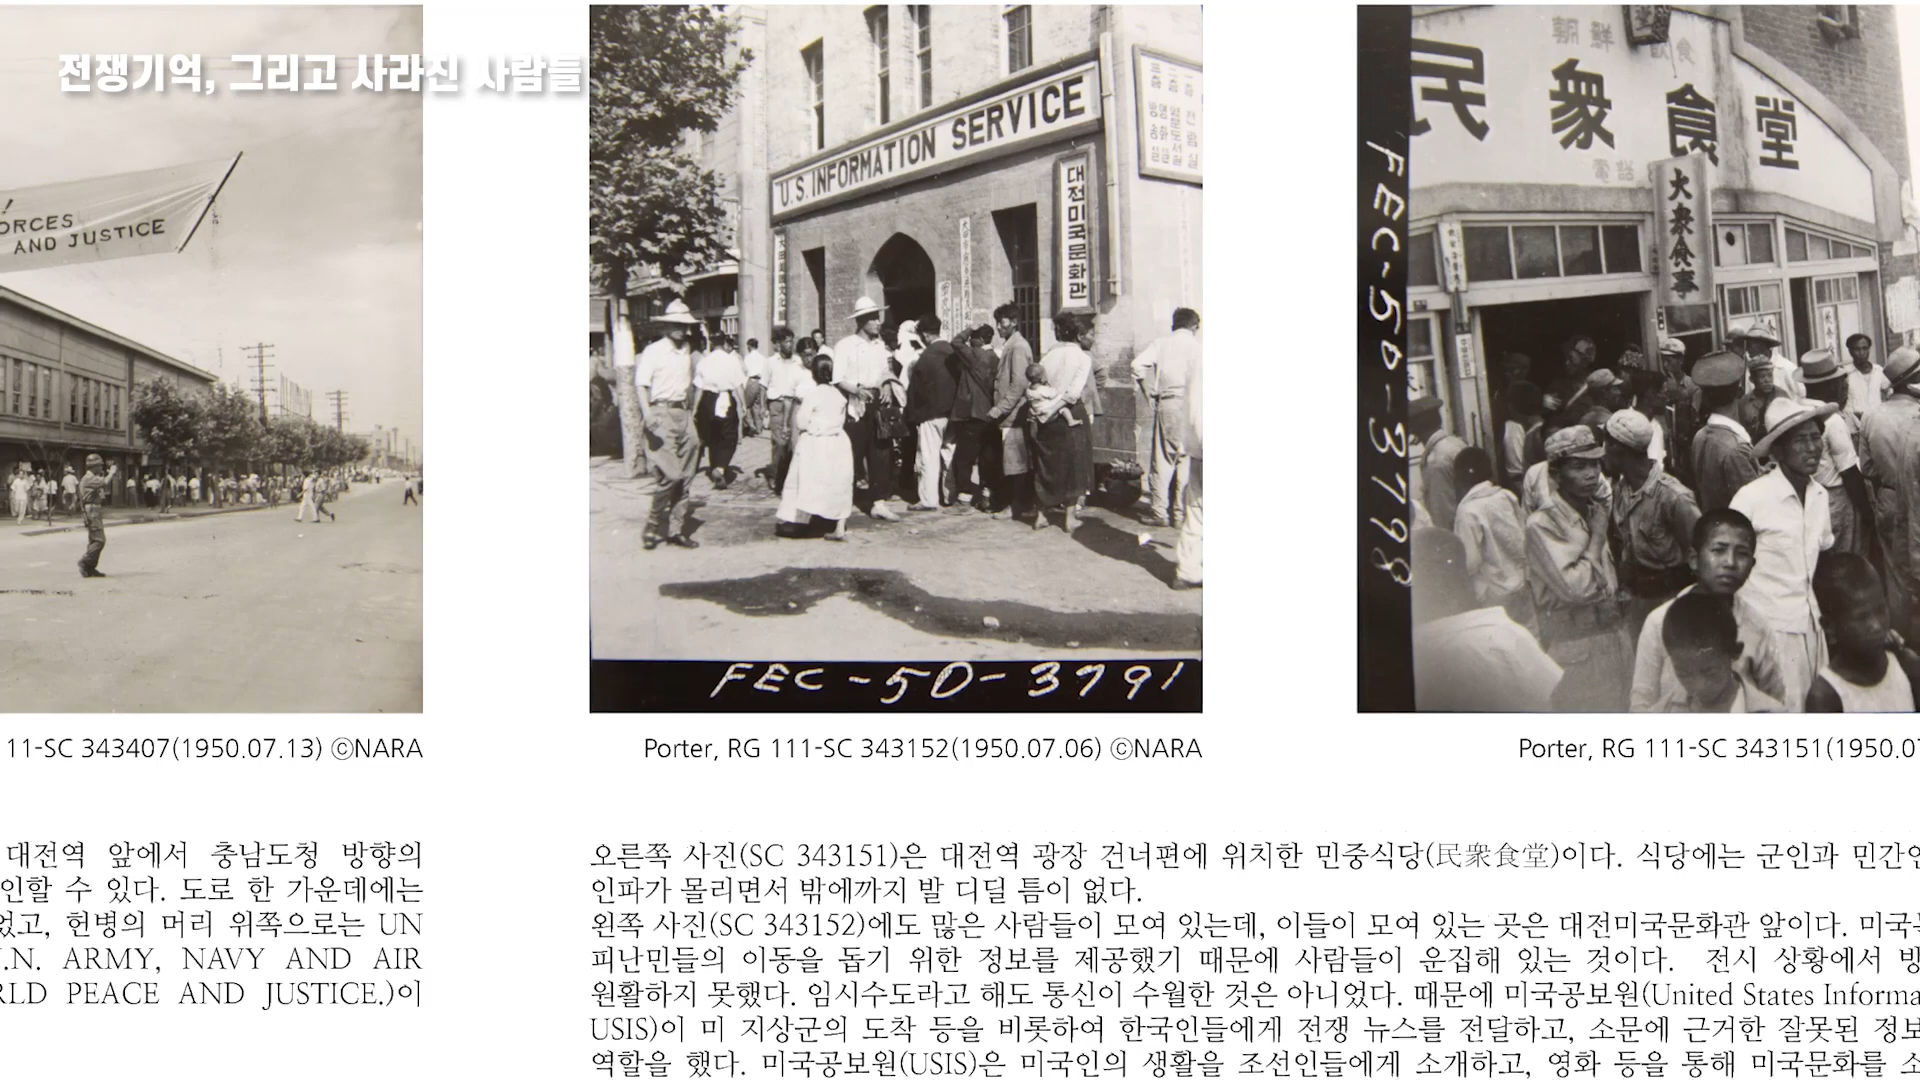 전쟁기억, 그리고 사라진 사람들
!
ORCES
AND JUSTICE
U.S. INFORMATION SERVICE
대전미국문화관
FEC-50-3791
朝鮮
飮食
民衆食堂
電話
大衆食事
FEC-50-3798
11-SC 343407(1950.07.13) ⓒNARA
Porter, RG 111-SC 343152(1950.07.06) ⓒNARA
Porter, RG 111-SC 343151(1950.07
대전역 앞에서 충남도청 방향의
인할 수 있다. 도로 한 가운데에는
었고, 헌병의 머리 위쪽으로는 UN
.N. ARMY, NAVY AND AIR
RLD PEACE AND JUSTICE.)이
오른쪽 사진(SC 343151)은 대전역 광장 건너편에 위치한 민중식당(民衆食堂)이다. 식당에는 군인과 민간인
인파가 몰리면서 밖에까지 발 디딜 틈이 없다.
왼쪽 사진(SC 343152)에도 많은 사람들이 모여 있는데, 이들이 모여 있는 곳은 대전미국문화관 앞이다. 미국
피난민들의 이동을 돕기 위한 정보를 제공했기 때문에 사람들이 운집해 있는 것이다. 전시 상황에서 방
원활하지 못했다. 임시수도라고 해도 통신이 수월한 것은 아니었다. 때문에 미국공보원(United States Informa
USIS)이 미 지상군의 도착 등을 비롯하여 한국인들에게 전쟁 뉴스를 전달하고, 소문에 근거한 잘못된 정보
역할을 했다. 미국공보원(USIS)은 미국인의 생활을 조선인들에게 소개하고, 영화 등을 통해 미국문화를 소